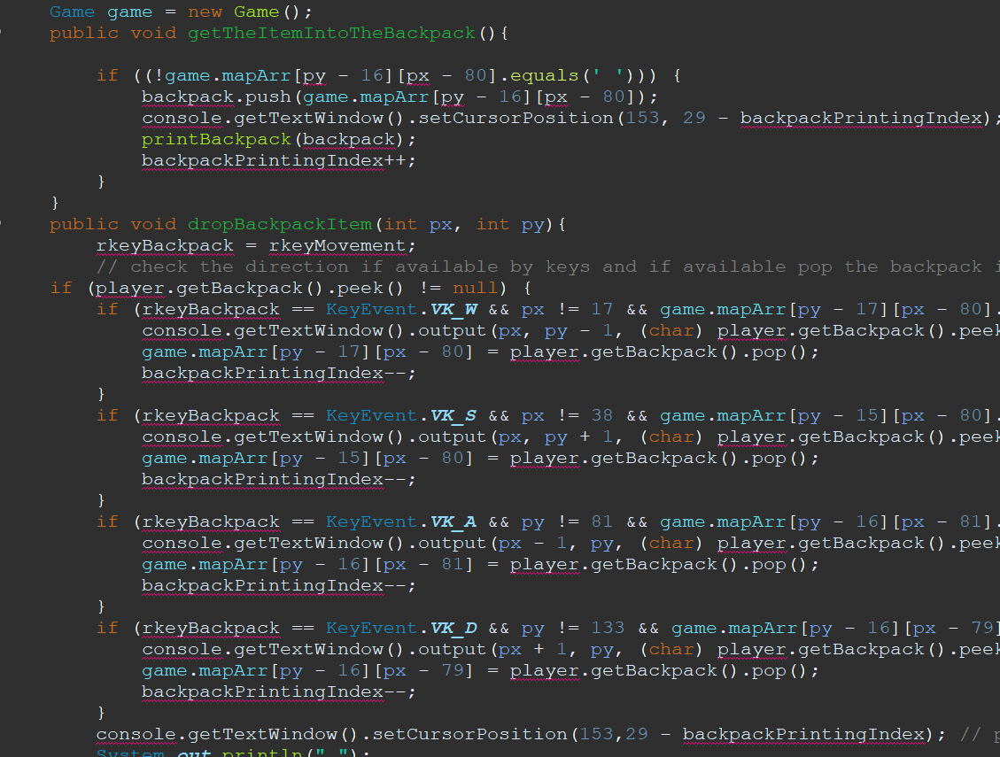 Game game = new Game();
public void getTheItemIntoTheBackpack(){
if ((!game.mapArr[py - 16][px - 80].equals(' '))) {
backpack.push(game.mapArr[py - 16][px - 80]);
console.getTextWindow().setCursorPosition(153, 29 - backpackPrintingIndex);
printBackpack(backpack);
backpackPrintingIndex++;
}
}
public void dropBackpackItem(int px, int py){
rkeyBackpack = rkeyMovement;
// check the direction if available by keys and if available pop the backpack
if (player.getBackpack().peek() != null) {
if (rkeyBackpack == KeyEvent.VK_W && px != 17 && game.mapArr[py - 17][px - 80].
console.getTextWindow().output(px, py - 1, (char) player.getBackpack().peek
game.mapArr[py - 17][px - 80] = player.getBackpack().pop();
backpackPrintingIndex--;
}
if (rkeyBackpack == KeyEvent.VK_S && px != 38 && game.mapArr[py - 15][px - 80].
console.getTextWindow().output(px, py + 1, (char) player.getBackpack().peek
game.mapArr[py - 15][px - 80] = player.getBackpack().pop();
backpackPrintingIndex--;
}
if (rkeyBackpack == KeyEvent.VK_A && py != 81 && game.mapArr[py - 16][px - 81].
console.getTextWindow().output(px - 1, py, (char) player.getBackpack().peek
game.mapArr[py - 16][px - 81] = player.getBackpack().pop();
backpackPrintingIndex--;
}
if (rkeyBackpack == KeyEvent.VK_D && py != 133 && game.mapArr[py - 16][px - 79]
console.getTextWindow().output(px + 1, py, (char) player.getBackpack().peek
game.mapArr[py - 16][px - 79] = player.getBackpack().pop();
backpackPrintingIndex--;
}
console.getTextWindow().setCursorPosition(153,29 - backpackPrintingIndex); //
System.out.println(" ");